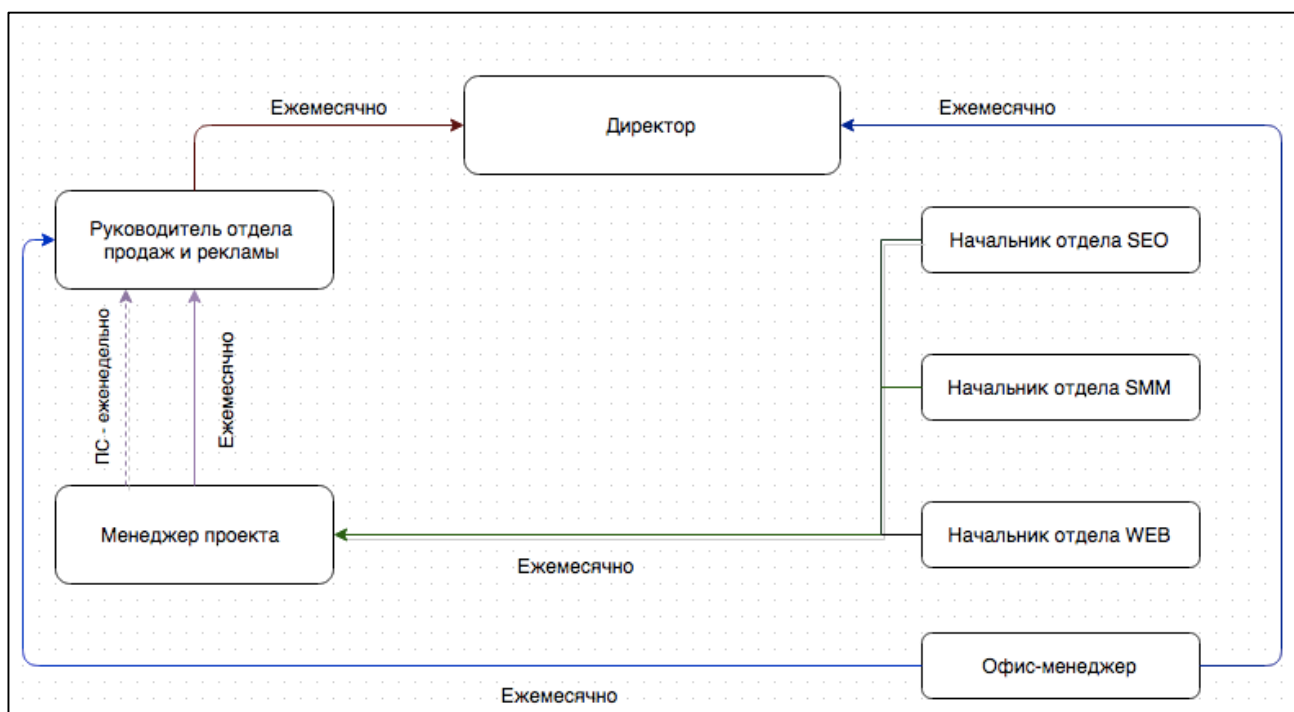 Ежемесячно
Директор
Ежемесячно
Руководитель отдела
продаж и рекламы
Начальник отдела SEO
ПС - еженедельно
Ежемесячно
Начальник отдела SMM
Менеджер проекта
Начальник отдела WEB
Ежемесячно
Офис-менеджер
Ежемесячно